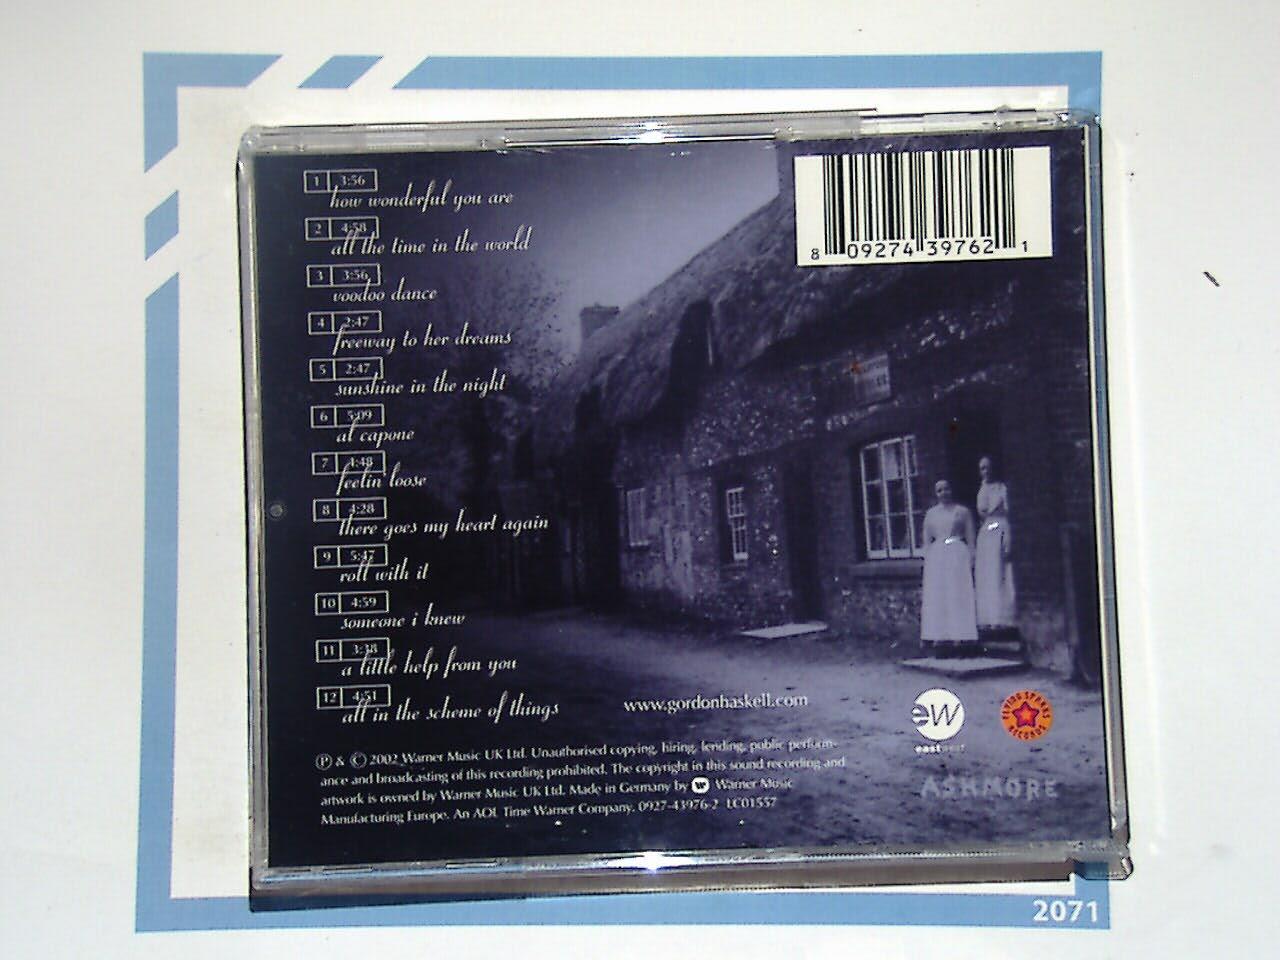 1 3:56
how wonderful you are
2 4:58
all the time in the world
3 3:56
voodoo dance
4 2:47
freeway to her dreams
5 2:47
sunshine in the night
6 5:09
al capone
7 4:48
feelin' loose
8 4:28
there goes my heart again
9 5:47
roll with it
10 4:59
someone i knew
11 3:38
a little help from you
12 4:51
all in the scheme of things
8 09274 39762 1
www.gordonhaskell.com
ew
eastwest
FLYING SPARKS RECORDS
ASHMORE
Ⓟ & © 2002 Warner Music UK Ltd. Unauthorised copying, hiring, lending, public perform-
ance and broadcasting of this recording prohibited. The copyright in this sound recording and
artwork is owned by Warner Music UK Ltd. Made in Germany by W Warner Music
Manufacturing Europe. An AOL Time Warner Company. 0927-43976-2 LC01557
2071